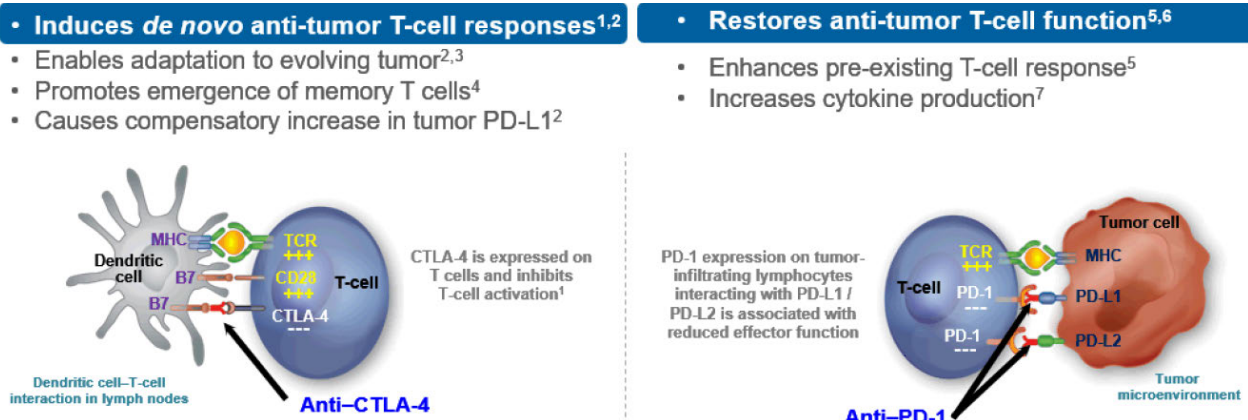 • Induces de novo anti-tumor T-cell responses1,2
• Enables adaptation to evolving tumor2,3
• Promotes emergence of memory T cells4
• Causes compensatory increase in tumor PD-L12
MHC
TCR
+++
Dendritic
cell
B7
CD28
+++
T-cell
B7
CTLA-4
---
CTLA-4 is expressed on
T cells and inhibits
T-cell activation1
Dendritic cell–T-cell
interaction in lymph nodes
Anti–CTLA-4
• Restores anti-tumor T-cell function5,6
• Enhances pre-existing T-cell response5
• Increases cytokine production7
PD-1 expression on tumor-
infiltrating lymphocytes
interacting with PD-L1 /
PD-L2 is associated with
reduced effector function
Tumor cell
TCR
+++
MHC
T-cell
PD-1
---
PD-L1
PD-1
---
PD-L2
Tumor
microenvironment
Anti–PD-1